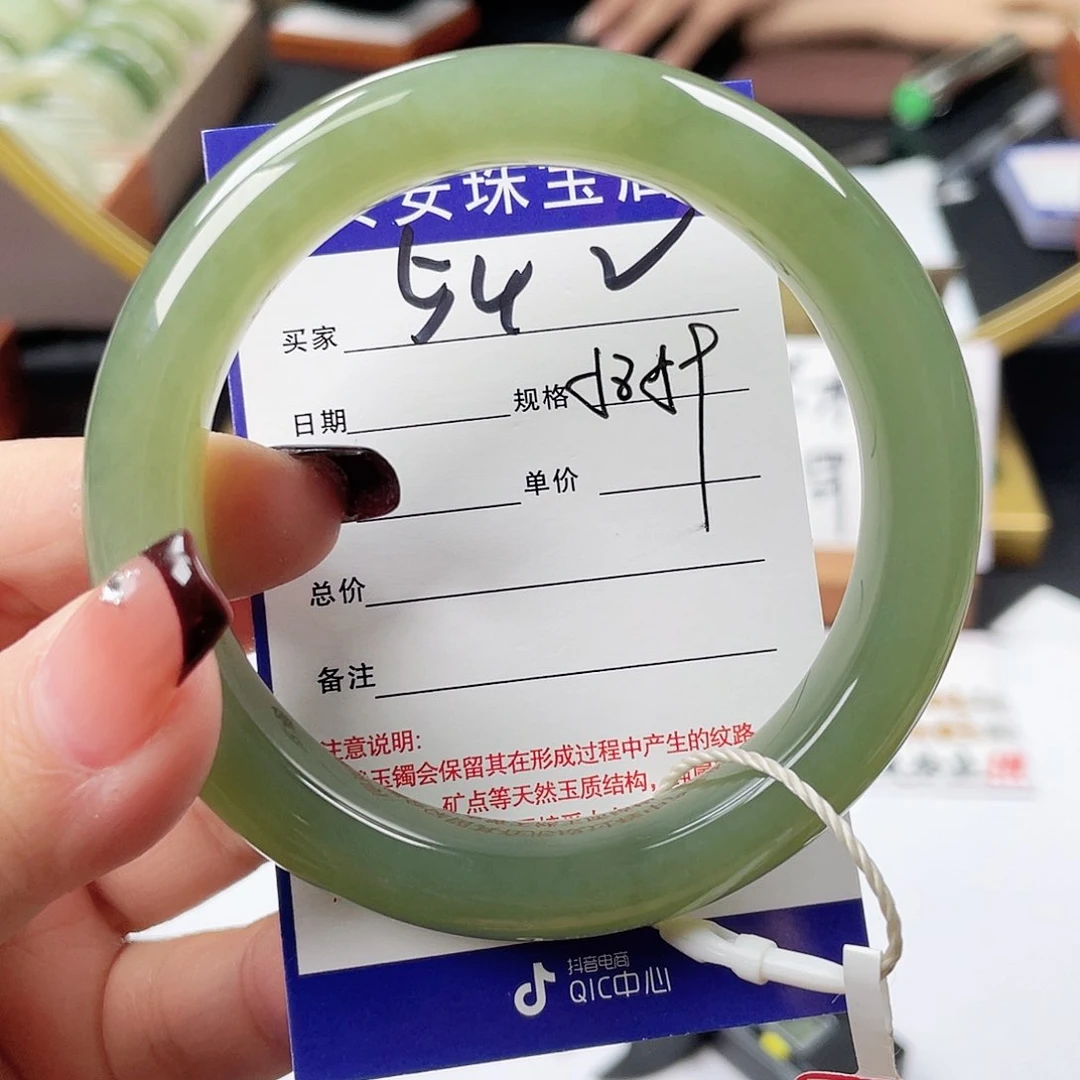 安珠宝
54
买家
日期 规格
单价
总价
备注
注意说明:
玉镯会保留其在形成过程中产生的纹路
矿点等天然玉质结构,
抖音电商
QIC中心